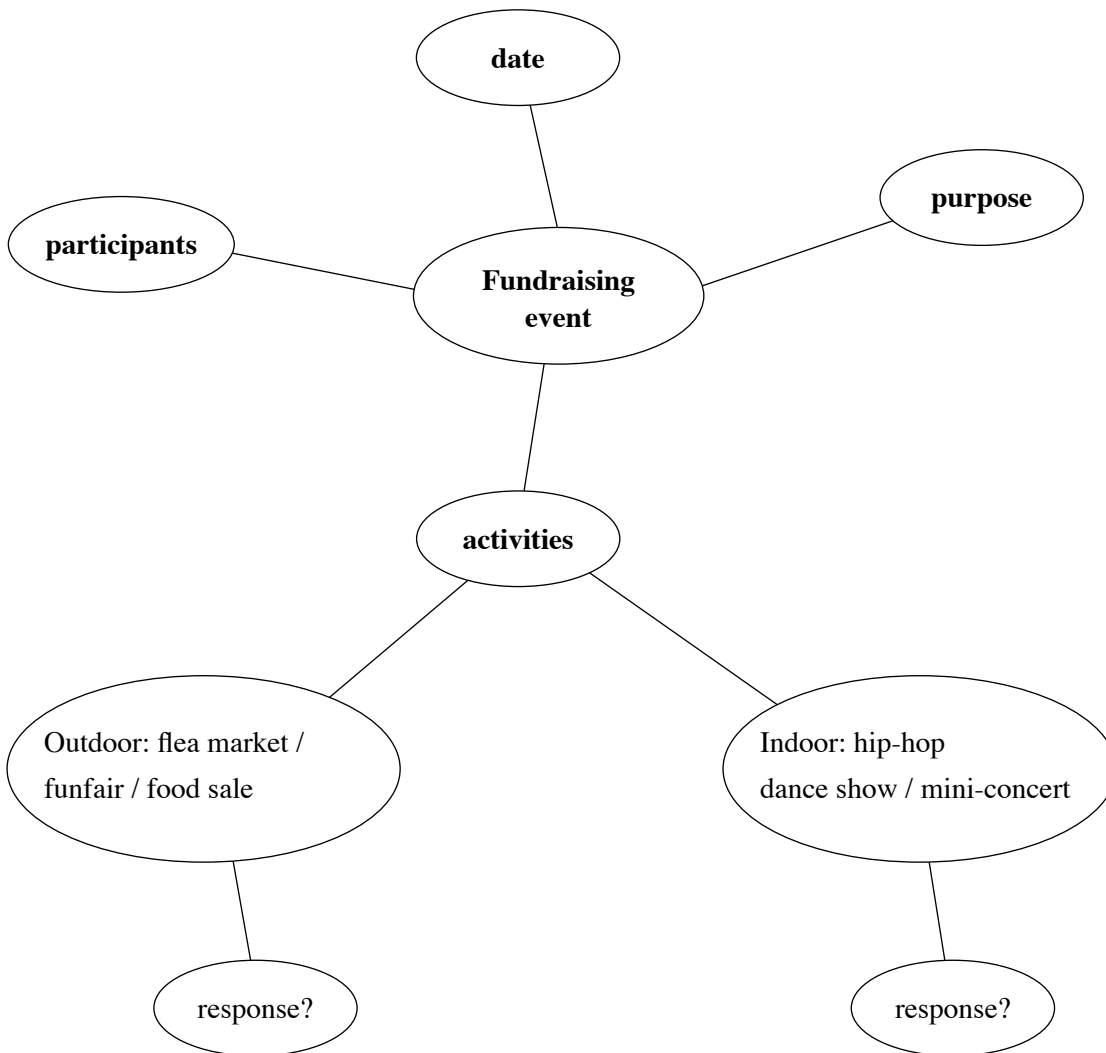 date
purpose
participants
Fundraising
event
activities
Outdoor: flea market /
funfair / food sale
Indoor: hip-hop
dance show / mini-concert
response?
response?